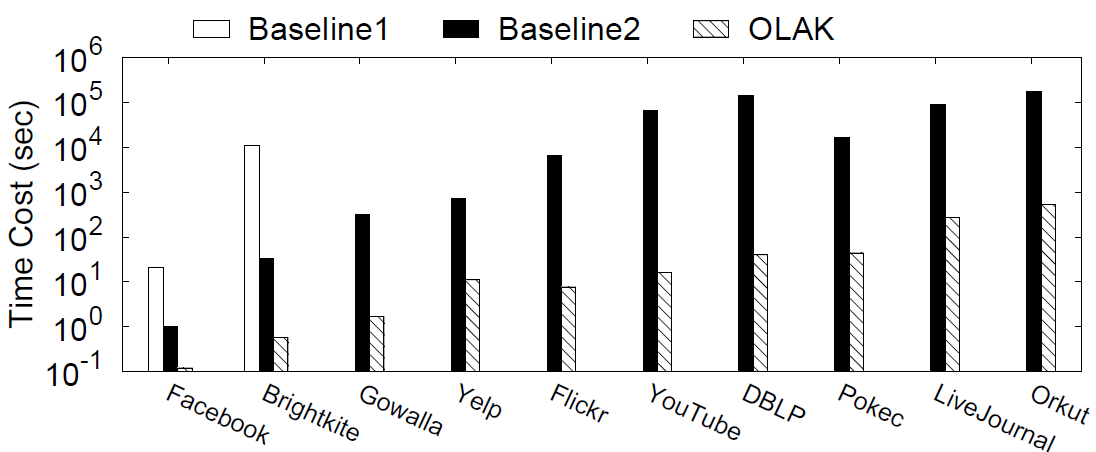 Baseline1 Baseline2 OLAK
Time Cost (sec)
10^6
10^5
10^4
10^3
10^2
10^1
10^0
10^-1
Facebook Brightkite Gowalla Yelp Flickr YouTube DBLP Pokec LiveJournal Orkut